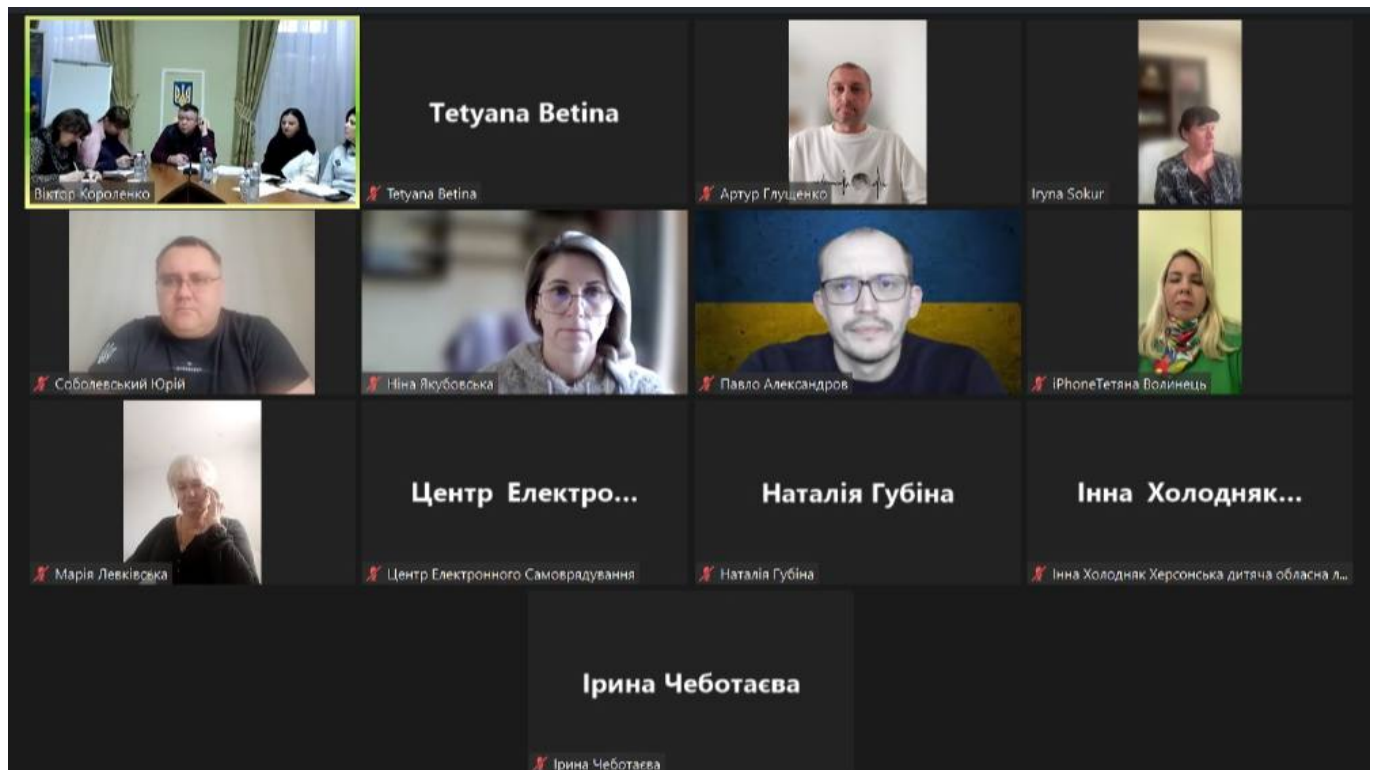 Віктор Короленко
Tetyana Betina
Tetyana Betina
Артур Глущенко
Iryna Sokur
Соболевський Юрій
Ніна Якубовська
Павло Александров
iPhoneТетяна Волинець
Марія Левківська
Центр Електро...
Центр Електронного Самоврядування
Наталія Губіна
Наталія Губіна
Інна Холодняк...
Інна Холодняк Херсонська дитяча обласна л...
Ірина Чеботаєва
Ірина Чеботаєва